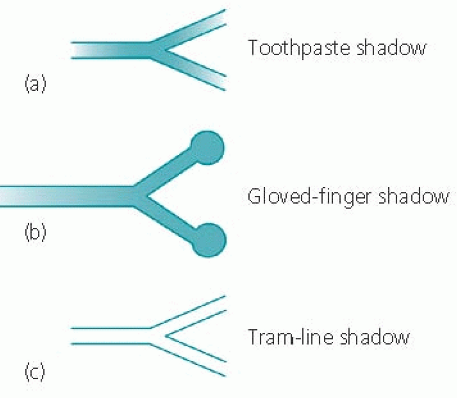 Toothpaste shadow
(a)
Gloved-finger shadow
(b)
Tram-line shadow
(c)